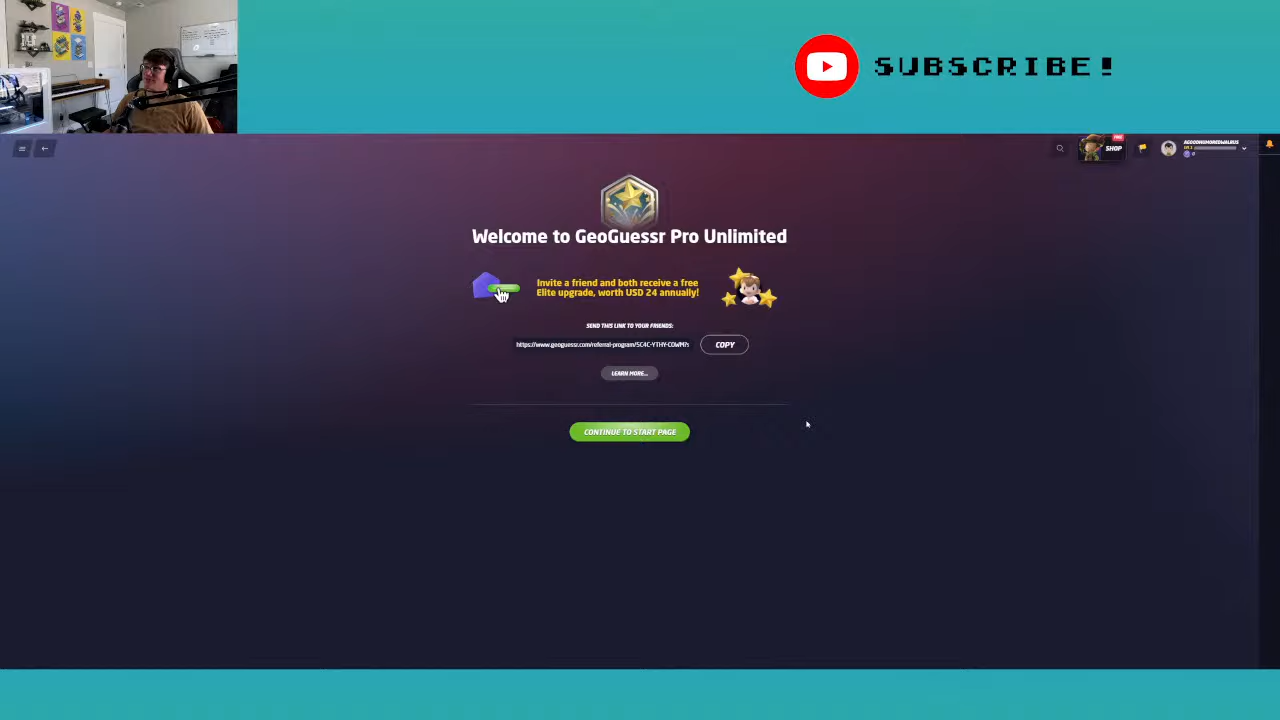 SUBSCRIBE!
SHOP
Welcome to GeoGuessr Pro Unlimited
Invite a friend and both receive a free
Elite upgrade, worth USD 24 annually!
SEND THIS LINK TO YOUR FRIENDS:
COPY
LEARN MORE...
CONTINUE TO START PAGE